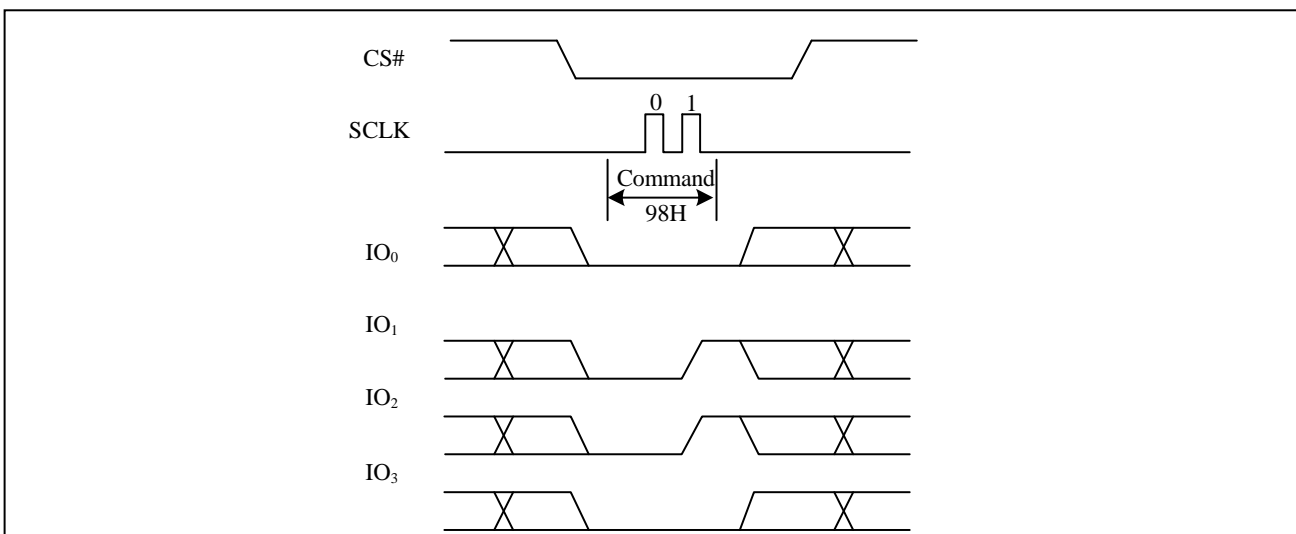 CS#
0 1
SCLK
Command
98H
IO₀
IO₁
IO₂
IO₃